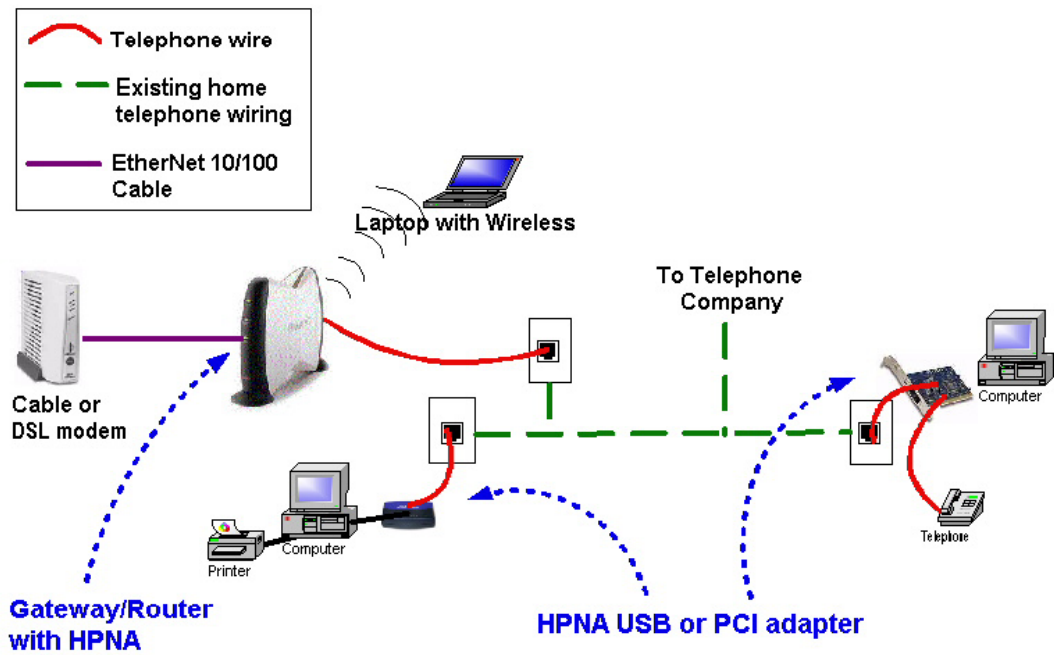 Telephone wire
Existing home
telephone wiring
EtherNet 10/100
Cable
Laptop with Wireless
To Telephone
Company
Cable or
DSL modem
Computer
Computer
Printer
Telephone
Gateway/Router
with HPNA
HPNA USB or PCI adapter